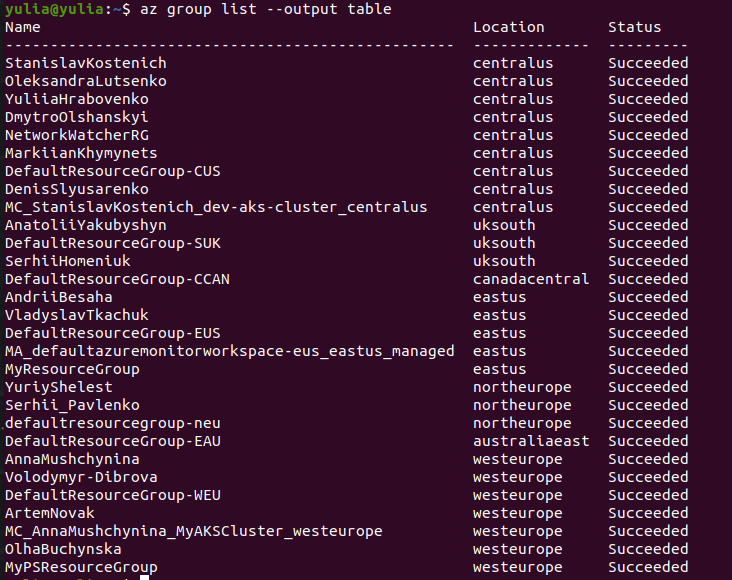 yulia@yulia:~$ az group list --output table
Name Location Status
-------------------------------------------------- ------------- ---------
StanislavKostenich centralus Succeeded
OleksandraLutsenko centralus Succeeded
YuliiaHrabovenko centralus Succeeded
DmytroOlshanskyi centralus Succeeded
NetworkWatcherRG centralus Succeeded
MarkiianKhymynets centralus Succeeded
DefaultResourceGroup-CUS centralus Succeeded
DenisSlyusarenko centralus Succeeded
MC_StanislavKostenich_dev-aks-cluster_centralus centralus Succeeded
AnatoliiYakubyshyn uksouth Succeeded
DefaultResourceGroup-SUK uksouth Succeeded
SerhiiHomeniuk uksouth Succeeded
DefaultResourceGroup-CCAN canadacentral Succeeded
AndriiBesaha eastus Succeeded
VladyslavTkachuk eastus Succeeded
DefaultResourceGroup-EUS eastus Succeeded
MA_defaultazuremonitorworkspace-eus_eastus_managed eastus Succeeded
MyResourceGroup eastus Succeeded
YuriyShelest northeurope Succeeded
Serhii_Pavlenko northeurope Succeeded
defaultresourcegroup-neu northeurope Succeeded
DefaultResourceGroup-EAU australiaeast Succeeded
AnnaMushchynina westeurope Succeeded
Volodymyr-Dibrova westeurope Succeeded
DefaultResourceGroup-WEU westeurope Succeeded
ArtemNovak westeurope Succeeded
MC_AnnaMushchynina_MyAKSCluster_westeurope westeurope Succeeded
OlhaBuchynska westeurope Succeeded
MyPSResourceGroup westeurope Succeeded